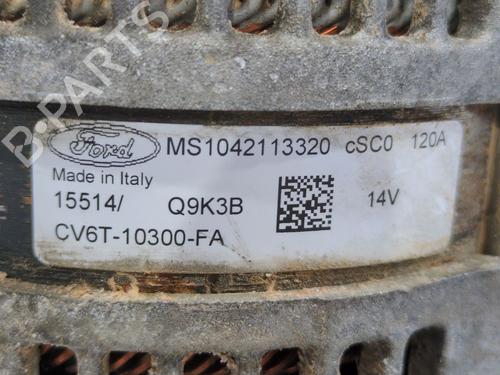 B-PARTS
Ford MS1042113320 cSC0 120A
Made in Italy
15514/ Q9K3B 14V
CV6T-10300-FA